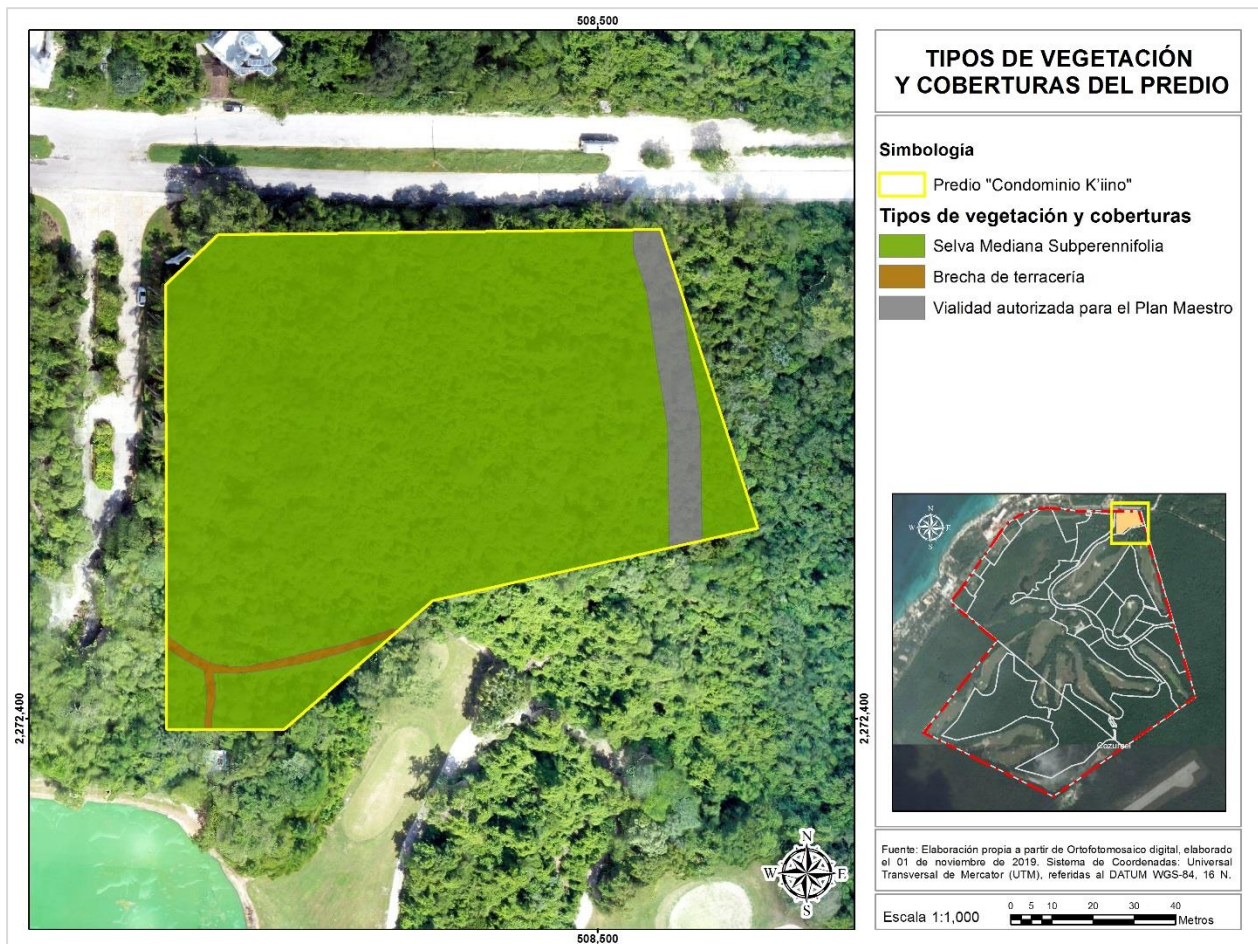 508,500
2,272,400
2,272,400
508,500
N
W E
S
TIPOS DE VEGETACIÓN
Y COBERTURAS DEL PREDIO
Simbología
Predio "Condominio K'iino"
Tipos de vegetación y coberturas
Selva Mediana Subperennifolia
Brecha de terracería
Vialidad autorizada para el Plan Maestro
N
W E
S
Cozumel
Fuente: Elaboración propia a partir de Ortofotomosaico digital, elaborado
el 01 de noviembre de 2019. Sistema de Coordenadas: Universal
Transversal de Mercator (UTM), referidas al DATUM WGS-84, 16 N.
Escala 1:1,000
0 5 10 20 30 40
Metros